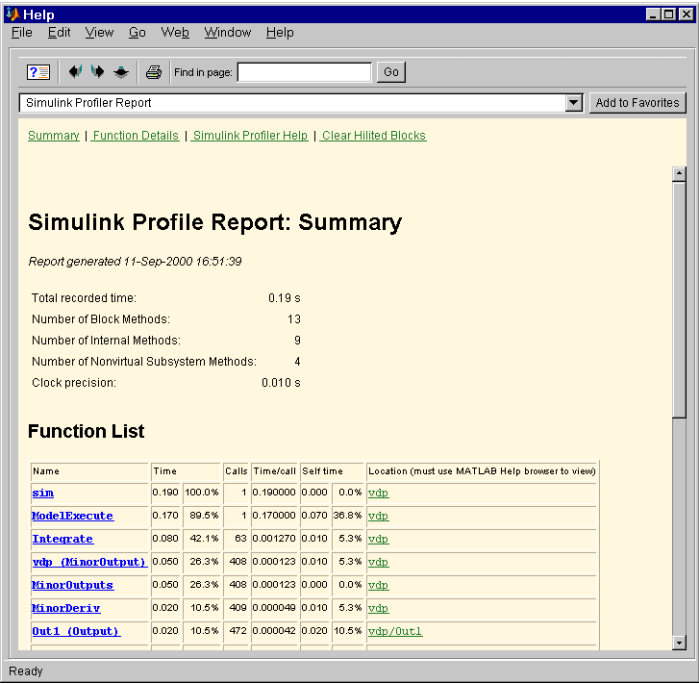 Help
File Edit View Go Web Window Help
Find in page: Go
Simulink Profiler Report Add to Favorites
Summary | Function Details | Simulink Profiler Help | Clear Hilited Blocks
Simulink Profile Report: Summary
Report generated 11-Sep-2000 16:51:39
Total recorded time: 0.19 s
Number of Block Methods: 13
Number of Internal Methods: 9
Number of Nonvirtual Subsystem Methods: 4
Clock precision: 0.010 s
Function List
Name Time Calls Time/call Self time Location (must use MATLAB Help browser to view)
sim 0.190 100.0% 1 0.190000 0.000 0.0% vdp
ModelExecute 0.170 89.5% 1 0.170000 0.070 36.8% vdp
Integrate 0.080 42.1% 63 0.001270 0.010 5.3% vdp
vdp (MinorOutput) 0.050 26.3% 408 0.000123 0.010 5.3% vdp
MinorOutputs 0.050 26.3% 408 0.000123 0.000 0.0% vdp
MinorDeriv 0.020 10.5% 409 0.000049 0.010 5.3% vdp
Out1 (Output) 0.020 10.5% 472 0.000042 0.020 10.5% vdp/Out1
Ready